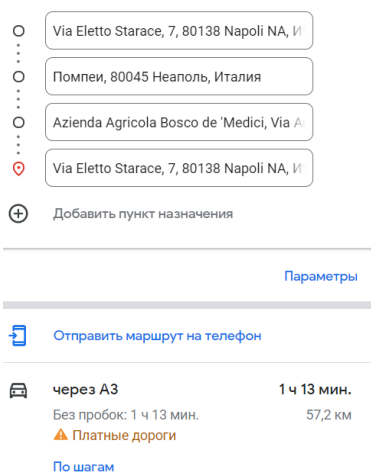 Via Eletto Starace, 7, 80138 Napoli NA,
Помпеи, 80045 Неаполь, Италия
Azienda Agricola Bosco de 'Medici, Via
Via Eletto Starace, 7, 80138 Napoli NA,
Добавить пункт назначения
Параметры
Отправить маршрут на телефон
через A3 1 ч 13 мин.
Без пробок: 1 ч 13 мин. 57,2 км
Платные дороги
По шагам